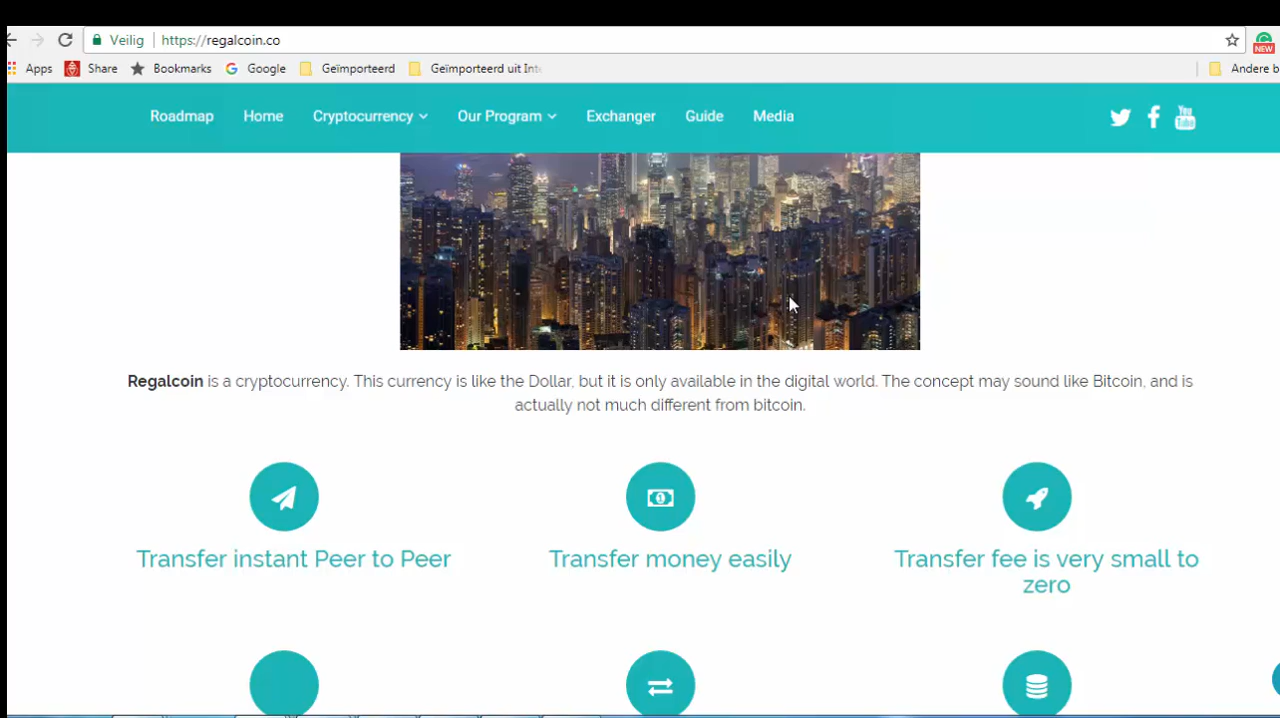 Veilig https://regalcoin.co
NEW
Apps Share Bookmarks Google Geïmporteerd Geïmporteerd uit Inte Andere b
Roadmap Home Cryptocurrency Our Program Exchanger Guide Media You Tube
Regalcoin is a cryptocurrency. This currency is like the Dollar, but it is only available in the digital world. The concept may sound like Bitcoin, and is
actually not much different from bitcoin.
Transfer instant Peer to Peer
Transfer money easily
Transfer fee is very small to
zero